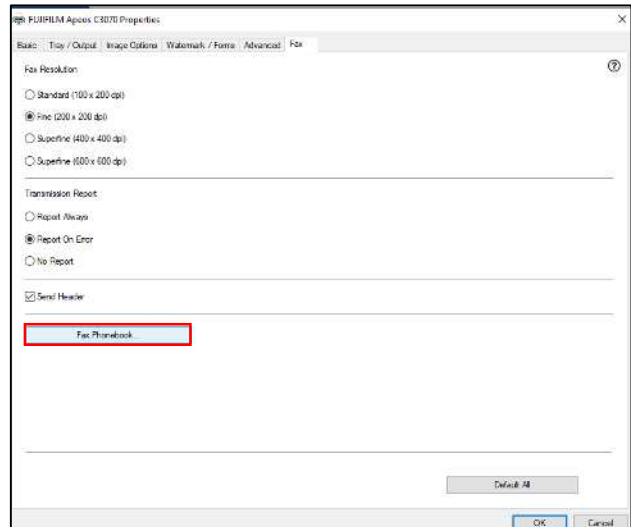 FUJIFILM Apeos C3070 Properties
Basic Tray / Output Image Options Watermark / Forms Advanced Fax
Fax Resolution
Standard (100 x 200 dpi)
Fine (200 x 200 dpi)
Superfine (400 x 400 dpi)
Superfine (600 x 600 dpi)
Transmission Report
Report Always
Report On Error
No Report
Send Header
Fax Phonebook...
Default All
OK Cancel